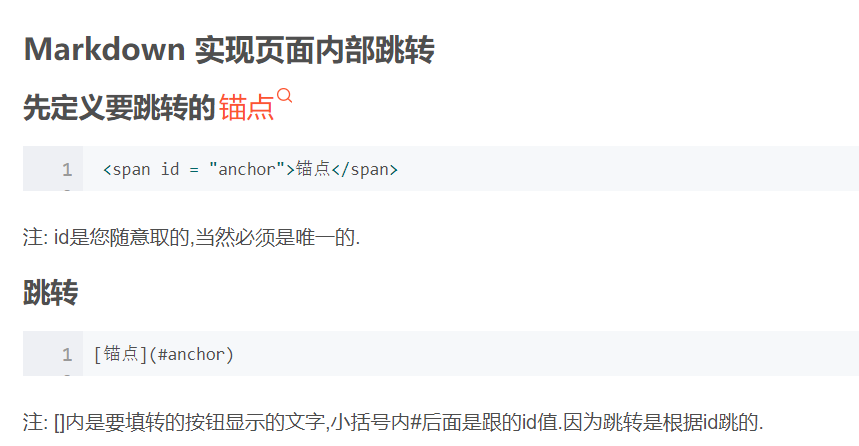 Markdown 实现页面内部跳转
先定义要跳转的锚点
1 <span id = "anchor">锚点</span>
注: id是您随意取的,当然必须是唯一的.
跳转
1 [锚点](#anchor)
注: []内是要填转的按钮显示的文字,小括号内#后面是跟的id值.因为跳转是根据id跳的.